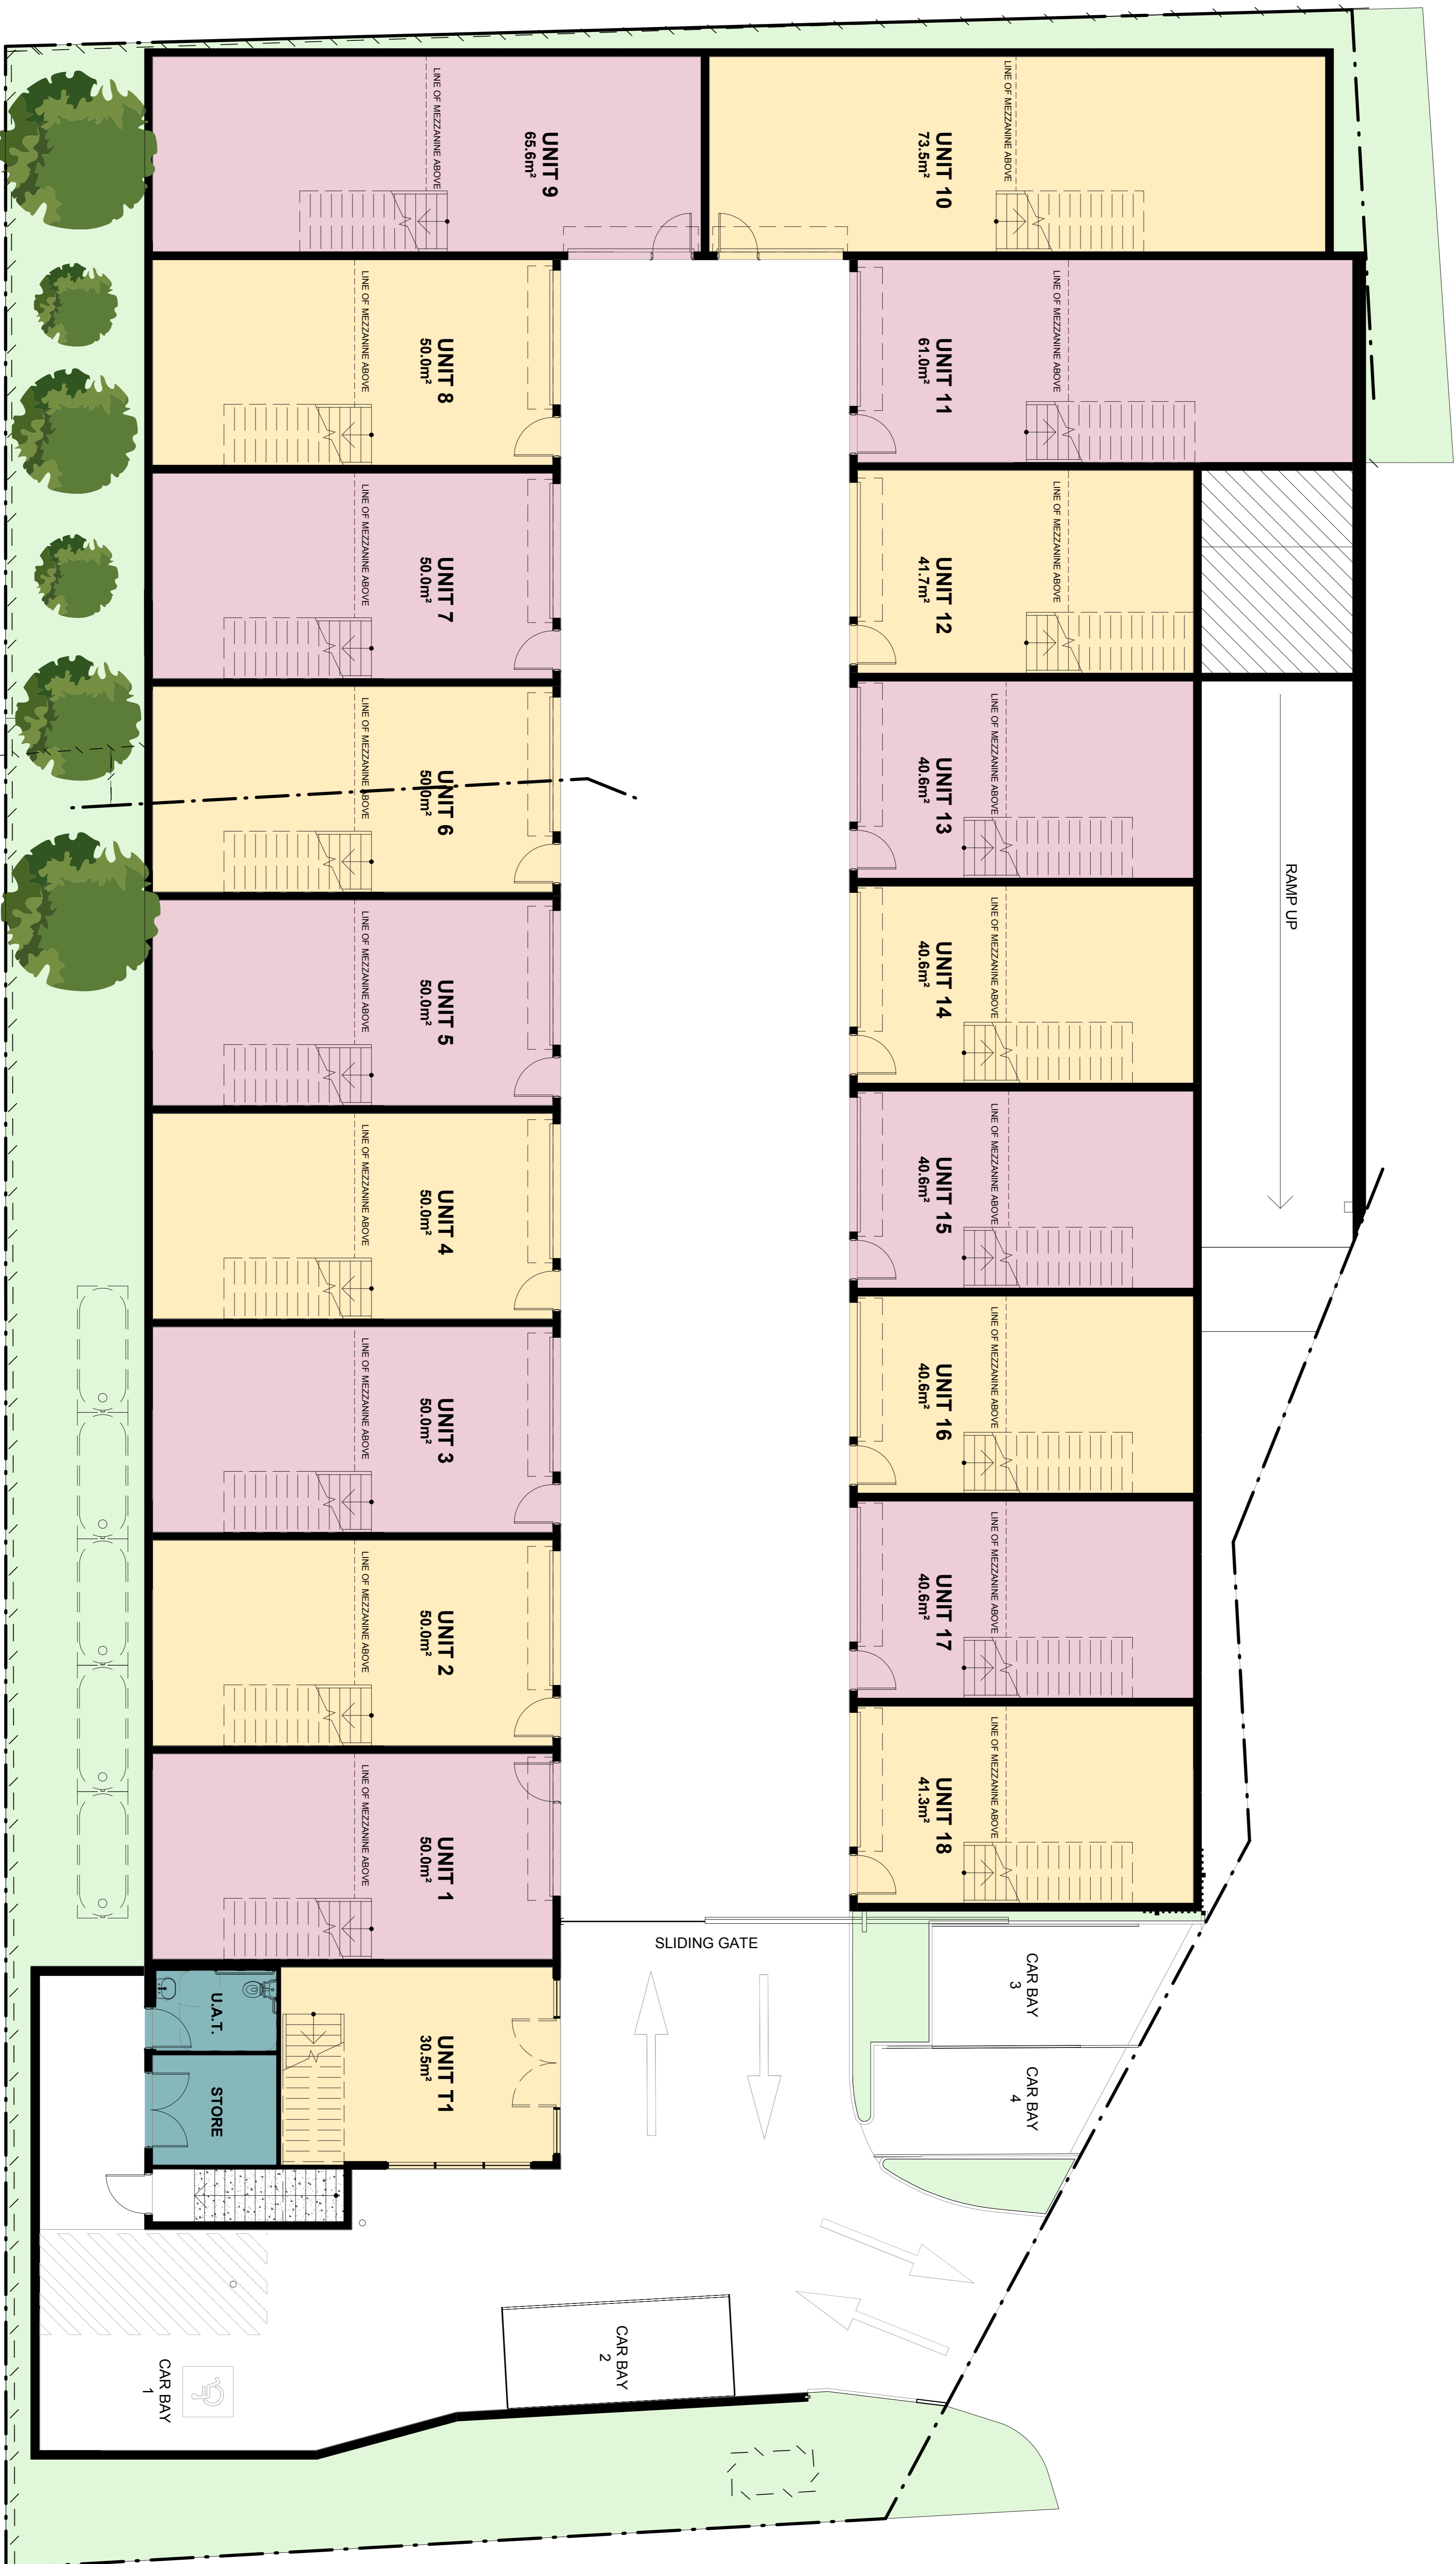 LINE OF MEZZANINE ABOVE
UNIT 9
65.6m²
LINE OF MEZZANINE ABOVE
UNIT 10
73.5m²
LINE OF MEZZANINE ABOVE
UNIT 8
50.0m²
UNIT 11
61.0m²
LINE OF MEZZANINE ABOVE
LINE OF MEZZANINE ABOVE
UNIT 7
50.0m²
UNIT 12
41.7m²
LINE OF MEZZANINE ABOVE
LINE OF MEZZANINE ABOVE
UNIT 6
50.0m²
UNIT 13
40.6m²
LINE OF MEZZANINE ABOVE
RAMP UP
LINE OF MEZZANINE ABOVE
UNIT 5
50.0m²
UNIT 14
40.6m²
LINE OF MEZZANINE ABOVE
LINE OF MEZZANINE ABOVE
UNIT 4
50.0m²
UNIT 15
40.6m²
LINE OF MEZZANINE ABOVE
LINE OF MEZZANINE ABOVE
UNIT 3
50.0m²
UNIT 16
40.6m²
LINE OF MEZZANINE ABOVE
LINE OF MEZZANINE ABOVE
UNIT 2
50.0m²
UNIT 17
40.6m²
LINE OF MEZZANINE ABOVE
LINE OF MEZZANINE ABOVE
UNIT 1
50.0m²
UNIT 18
41.3m²
LINE OF MEZZANINE ABOVE
SLIDING GATE
CAR BAY
3
U.A.T.
UNIT T1
30.5m²
STORE
CAR BAY
4
CAR BAY
2
CAR BAY
1